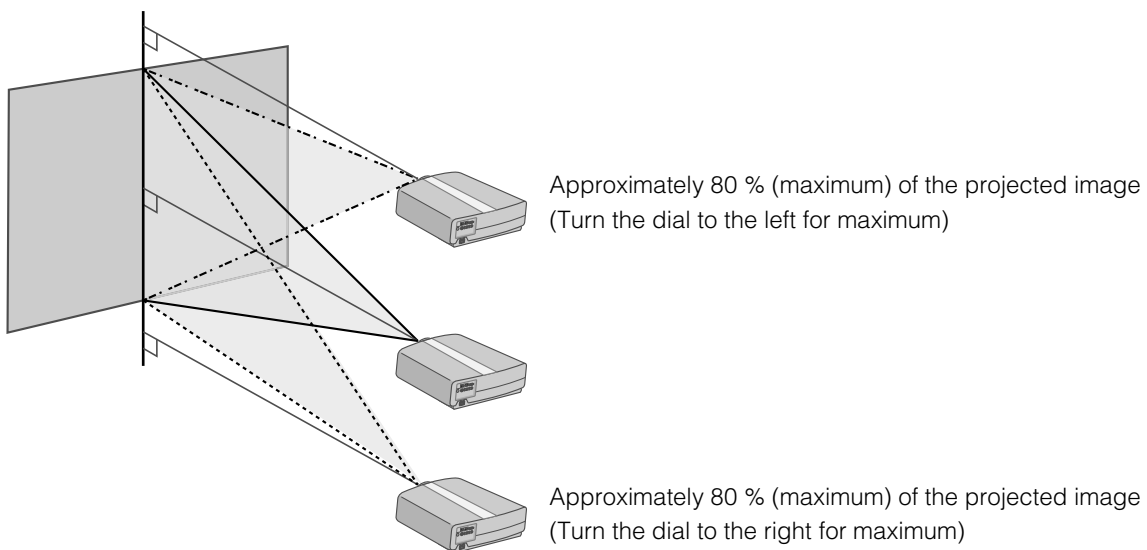 Approximately 80 % (maximum) of the projected image
(Turn the dial to the left for maximum)
Approximately 80 % (maximum) of the projected image
(Turn the dial to the right for maximum)